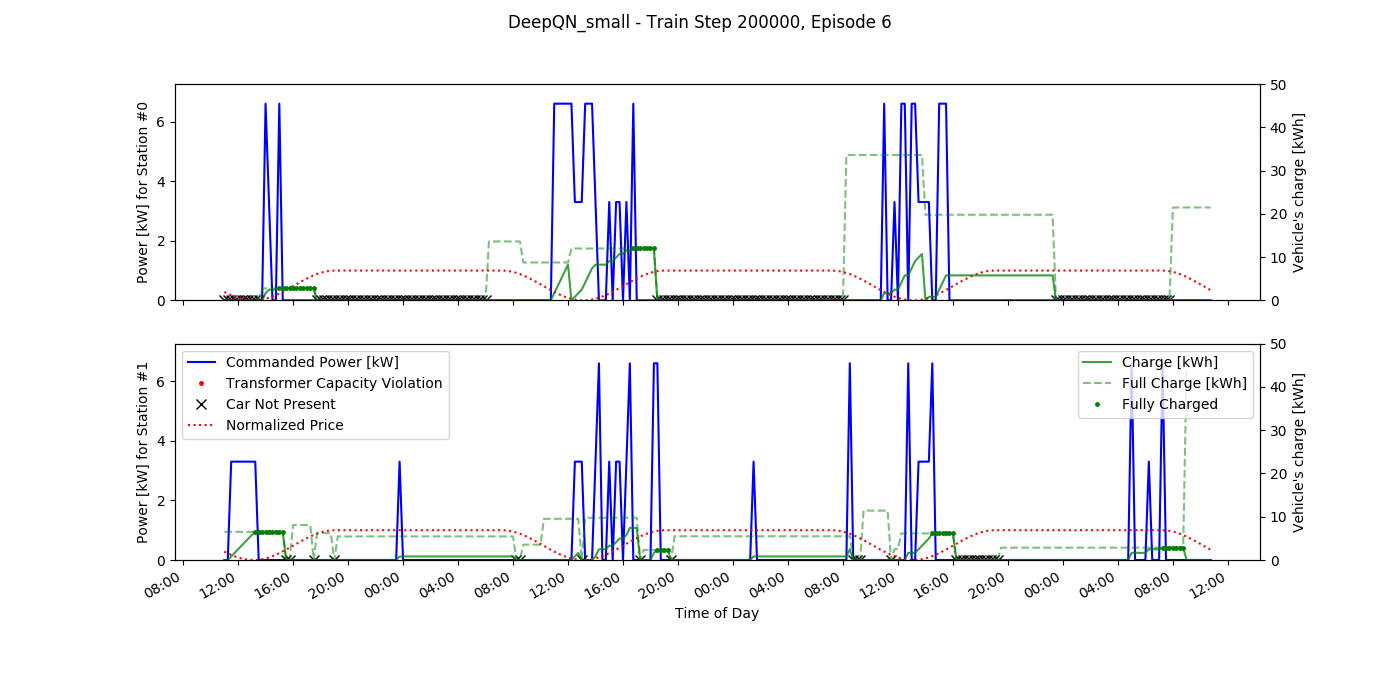 DeepQN_small - Train Step 200000, Episode 6
Power [kW] for Station #0
6
4
2
0
50
40
30
20
10
0
Vehicle's charge [kWh]
Power [kW] for Station #1
6
4
2
0
Commanded Power [kW]
Transformer Capacity Violation
Car Not Present
Normalized Price
Charge [kWh]
Full Charge [kWh]
Fully Charged
50
40
30
20
10
0
Vehicle's charge [kWh]
08:00 12:00 16:00 20:00 00:00 04:00 08:00 12:00 16:00 20:00 00:00 04:00 08:00 12:00 16:00 20:00 00:00 04:00 08:00 12:00
Time of Day